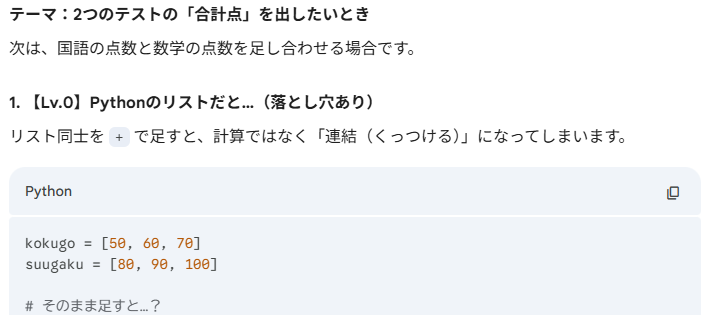 テーマ：2つのテストの「合計点」を出したいとき
次は、国語の点数と数学の点数を足し合わせる場合です。
1. 【Lv.0】Pythonのリストだと...（落とし穴あり）
リスト同士を + で足すと、計算ではなく「連結（くっつける）」になってしまいます。
Python
kokugo = [50, 60, 70]
suugaku = [80, 90, 100]
# そのまま足すと…？